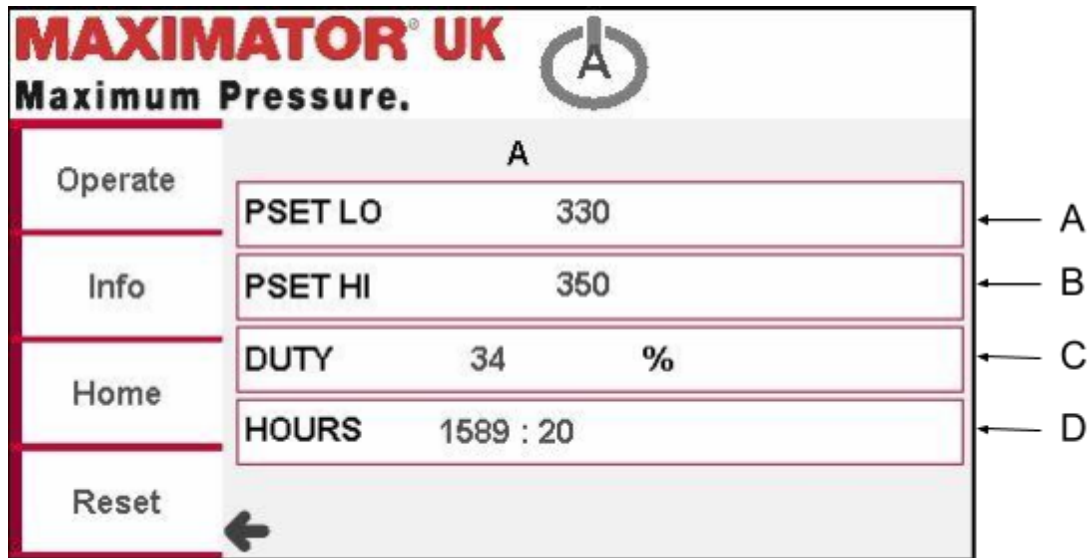 MAXIMATOR® UK
A
Maximum Pressure.
Operate
Info
Home
Reset
A
PSET LO 330
PSET HI 350
DUTY 34 %
HOURS 1589 : 20
A
B
C
D